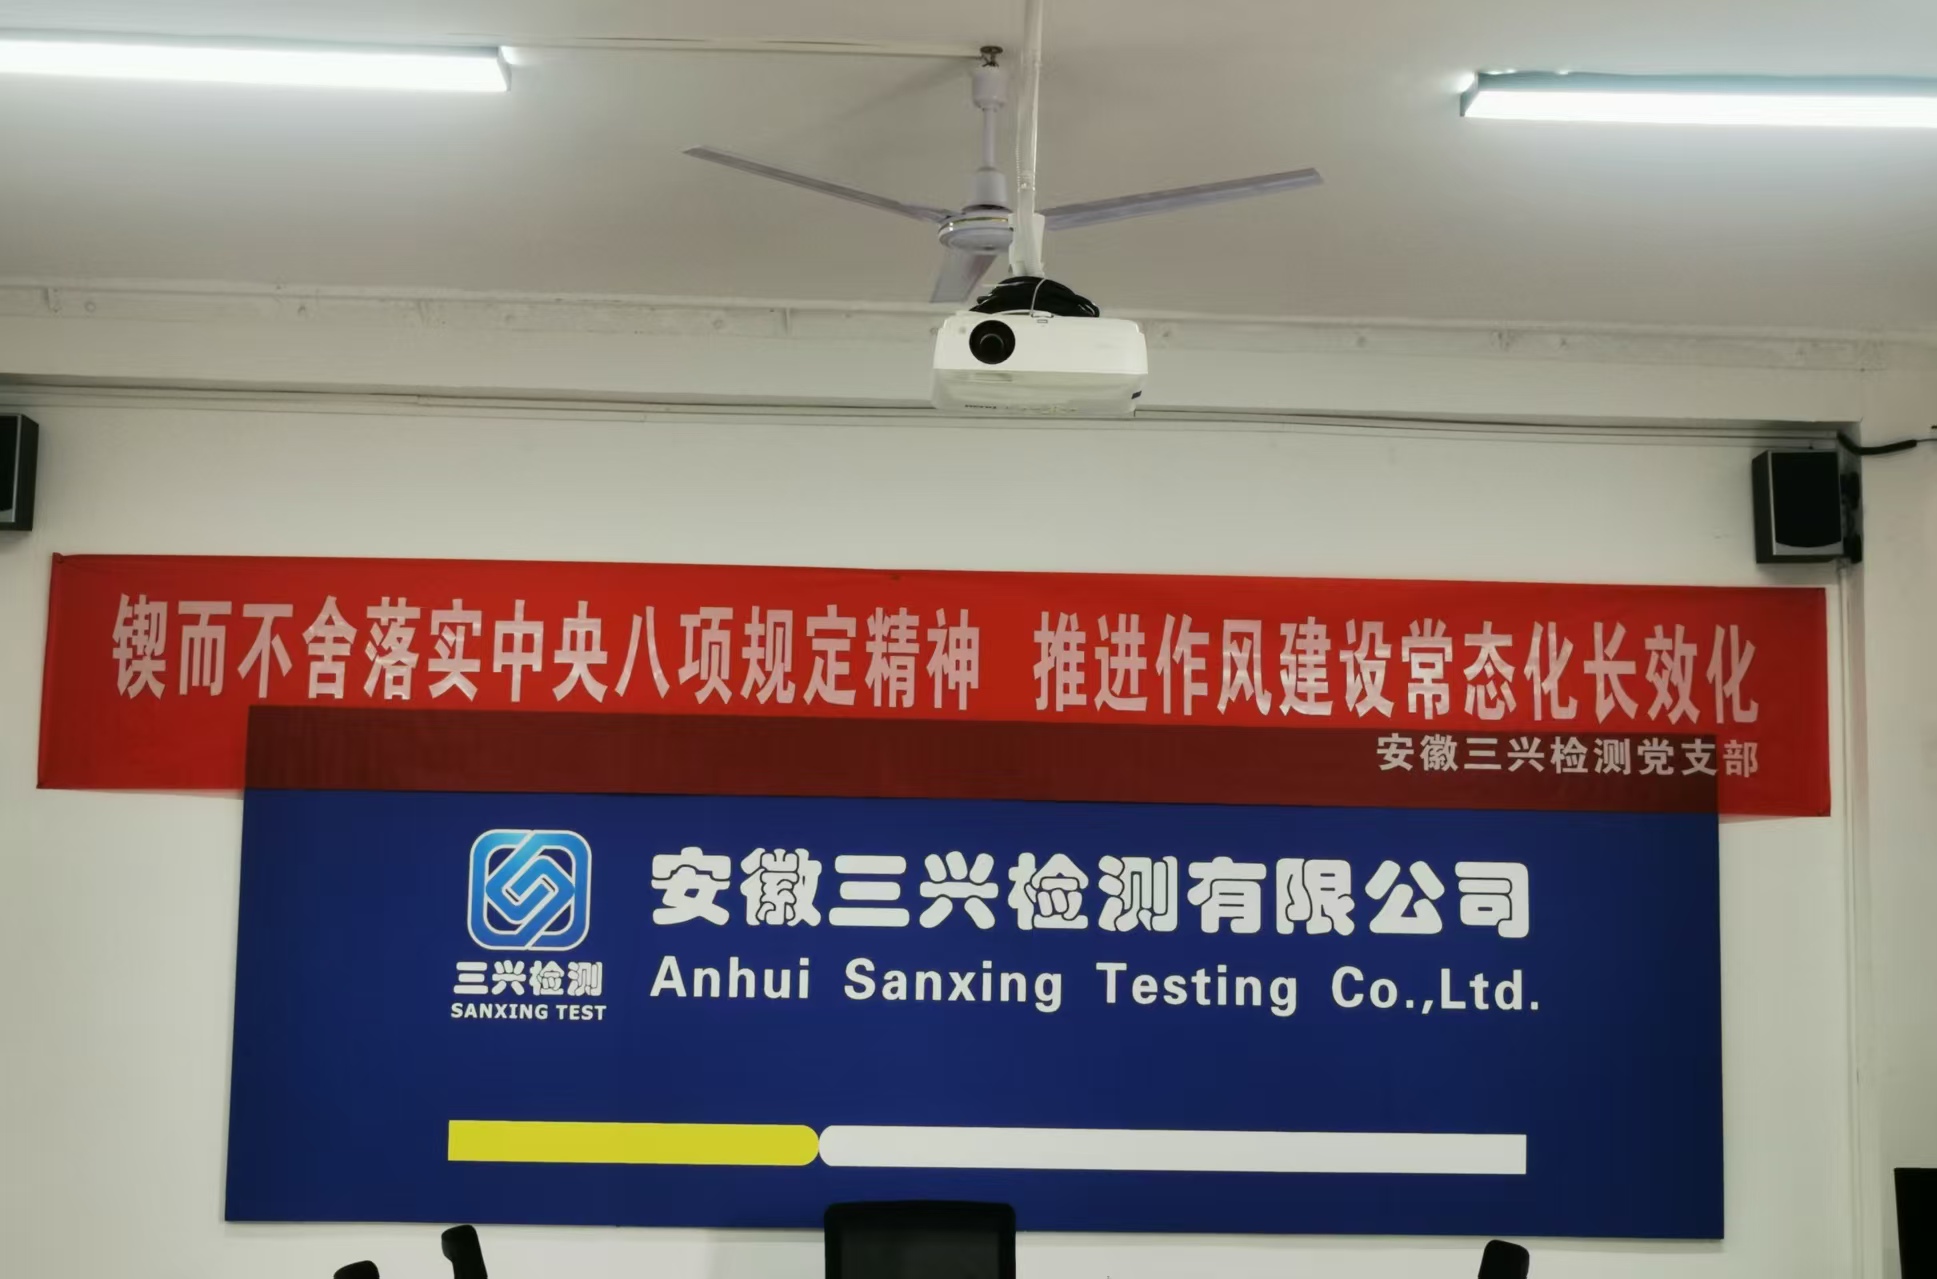 锲而不舍落实中央八项规定精神 推进作风建设常态化长效化
安徽三兴检测党支部
安徽三兴检测有限公司
Anhui Sanxing Testing Co.,Ltd.
三兴检测
SANXING TEST